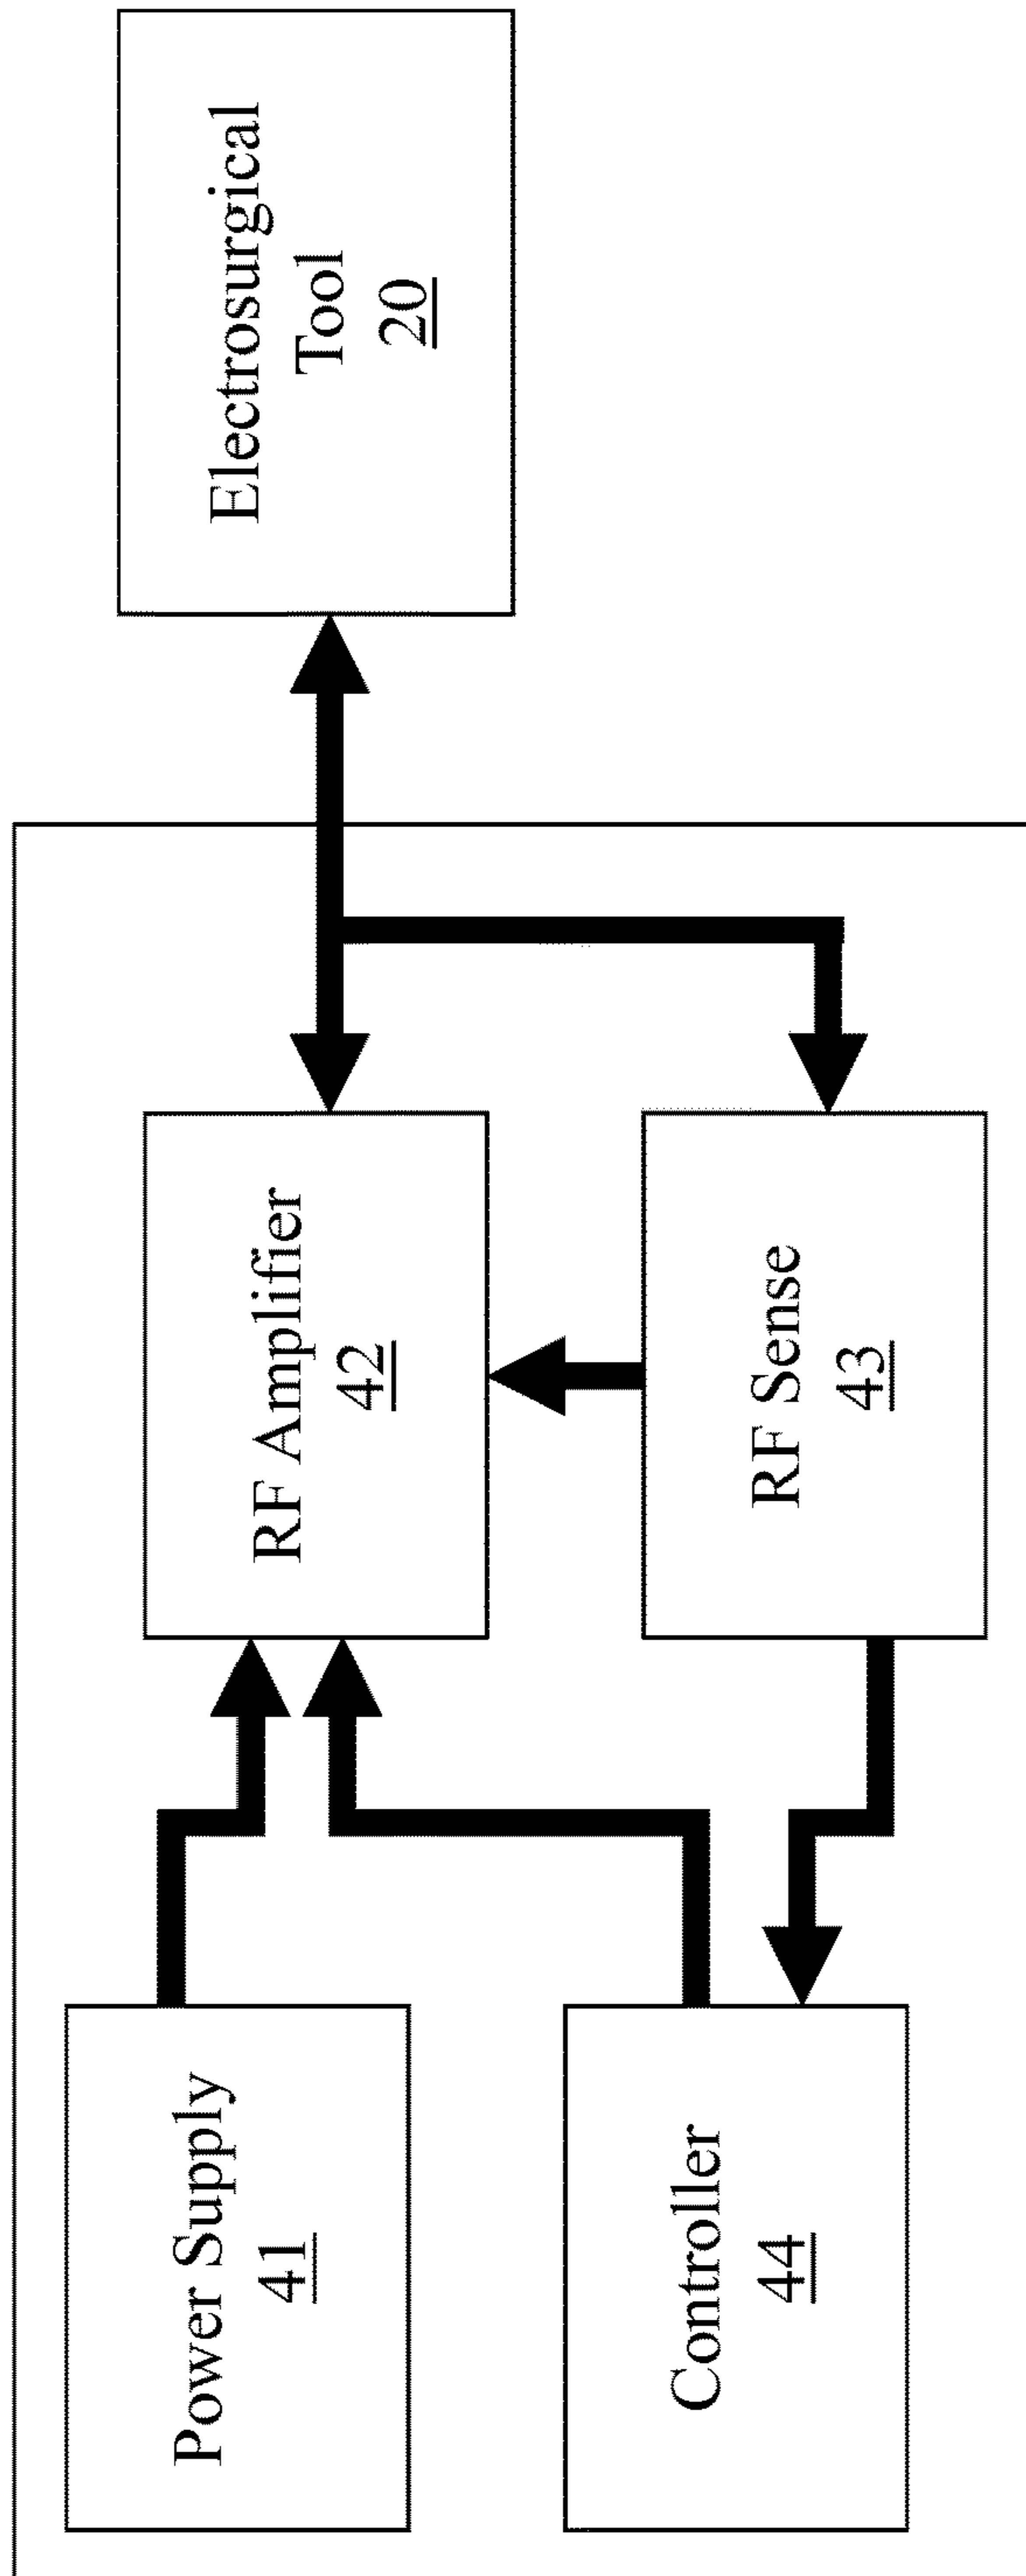 Power Supply
41
RF Amplifier
42
Electrosurgical
Tool
20
Controller
44
RF Sense
43